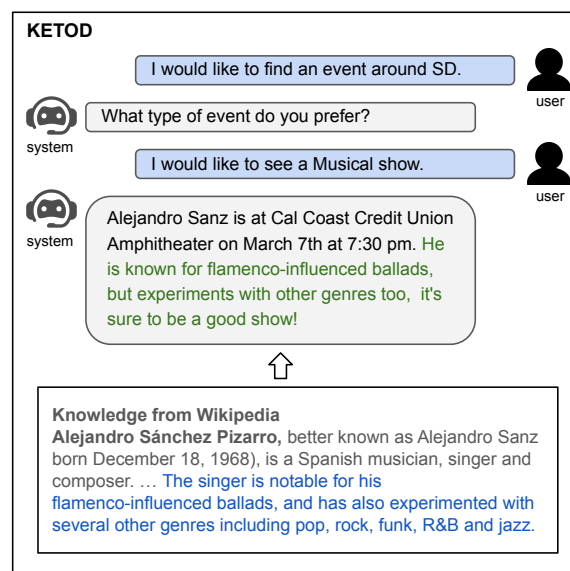 KETOD
I would like to find an event around SD.
user
What type of event do you prefer?
system
I would like to see a Musical show.
user
system
Alejandro Sanz is at Cal Coast Credit Union
Amphitheater on March 7th at 7:30 pm. He
is known for flamenco-influenced ballads,
but experiments with other genres too,  it's
sure to be a good show!
Knowledge from Wikipedia
Alejandro Sánchez Pizarro, better known as Alejandro Sanz
born December 18, 1968), is a Spanish musician, singer and
composer. … The singer is notable for his
flamenco-influenced ballads, and has also experimented with
several other genres including pop, rock, funk, R&B and jazz.